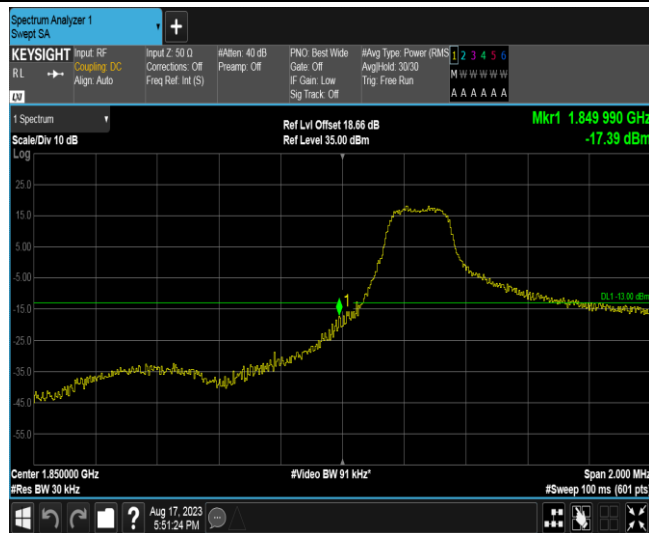 Spectrum Analyzer 1
Swept SA
+
KEYSIGHT
RL
LXI
Input: RF
Coupling: DC
Align: Auto
Input Z: 50 Ω
Corrections: Off
Freq Ref: Int (S)
#Atten: 40 dB
Preamp: Off
PNO: Best Wide
Gate: Off
IF Gain: Low
Sig Track: Off
#Avg Type: Power (RMS
Avg|Hold: 30/30
Trig: Free Run
1 2 3 4 5 6
M W W W W W
A A A A A A
1 Spectrum
Scale/Div 10 dB
Log
Ref Lvl Offset 18.66 dB
Ref Level 35.00 dBm
Mkr1 1.849 990 GHz
-17.39 dBm
25.0
15.0
5.00
-5.00
-15.0
-25.0
-35.0
-45.0
-55.0
1
DL1 -13.00 dBm
Center 1.850000 GHz
#Res BW 30 kHz
#Video BW 91 kHz*
Span 2.000 MHz
#Sweep 100 ms (601 pts)
?
Aug 17, 2023
5:51:24 PM